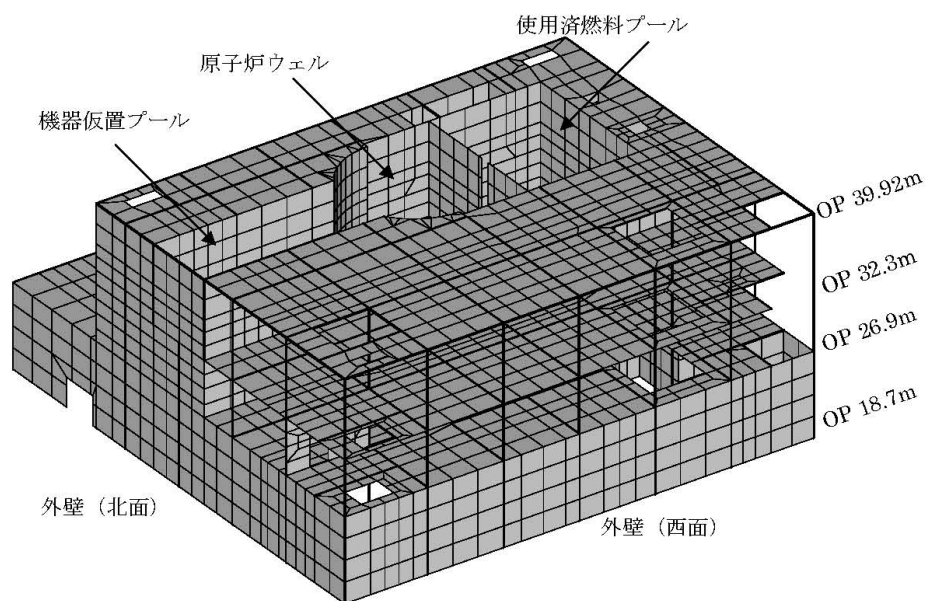 使用済燃料プール
原子炉ウェル
機器仮置プール
OP 39.92m
OP 32.3m
OP 26.9m
OP 18.7m
外壁（北面）
外壁（西面）